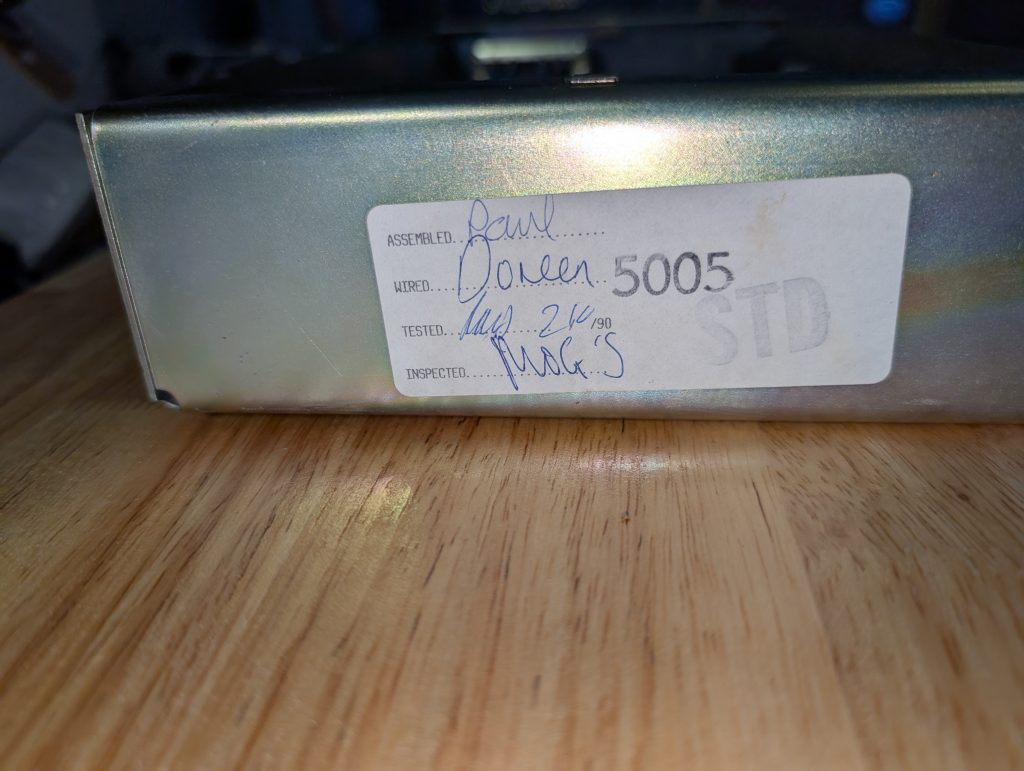 ASSEMBLED..Paul..........
WIRED.....Doreen.. 5005
TESTED... ..../90
INSPECTED......
STD